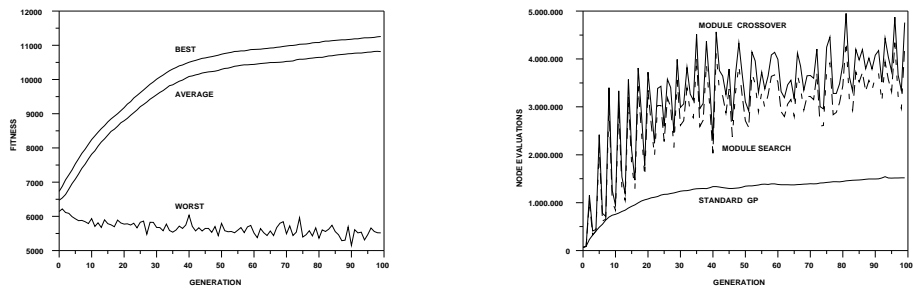 12000
11000
10000
9000
8000
7000
6000
5000
FITNESS
BEST
AVERAGE
WORST
0 10 20 30 40 50 60 70 80 90 100
GENERATION
5.000.000
4.000.000
3.000.000
2.000.000
1.000.000
0
NODE EVALUATIONS
MODULE CROSSOVER
MODULE SEARCH
STANDARD GP
0 10 20 30 40 50 60 70 80 90 100
GENERATION